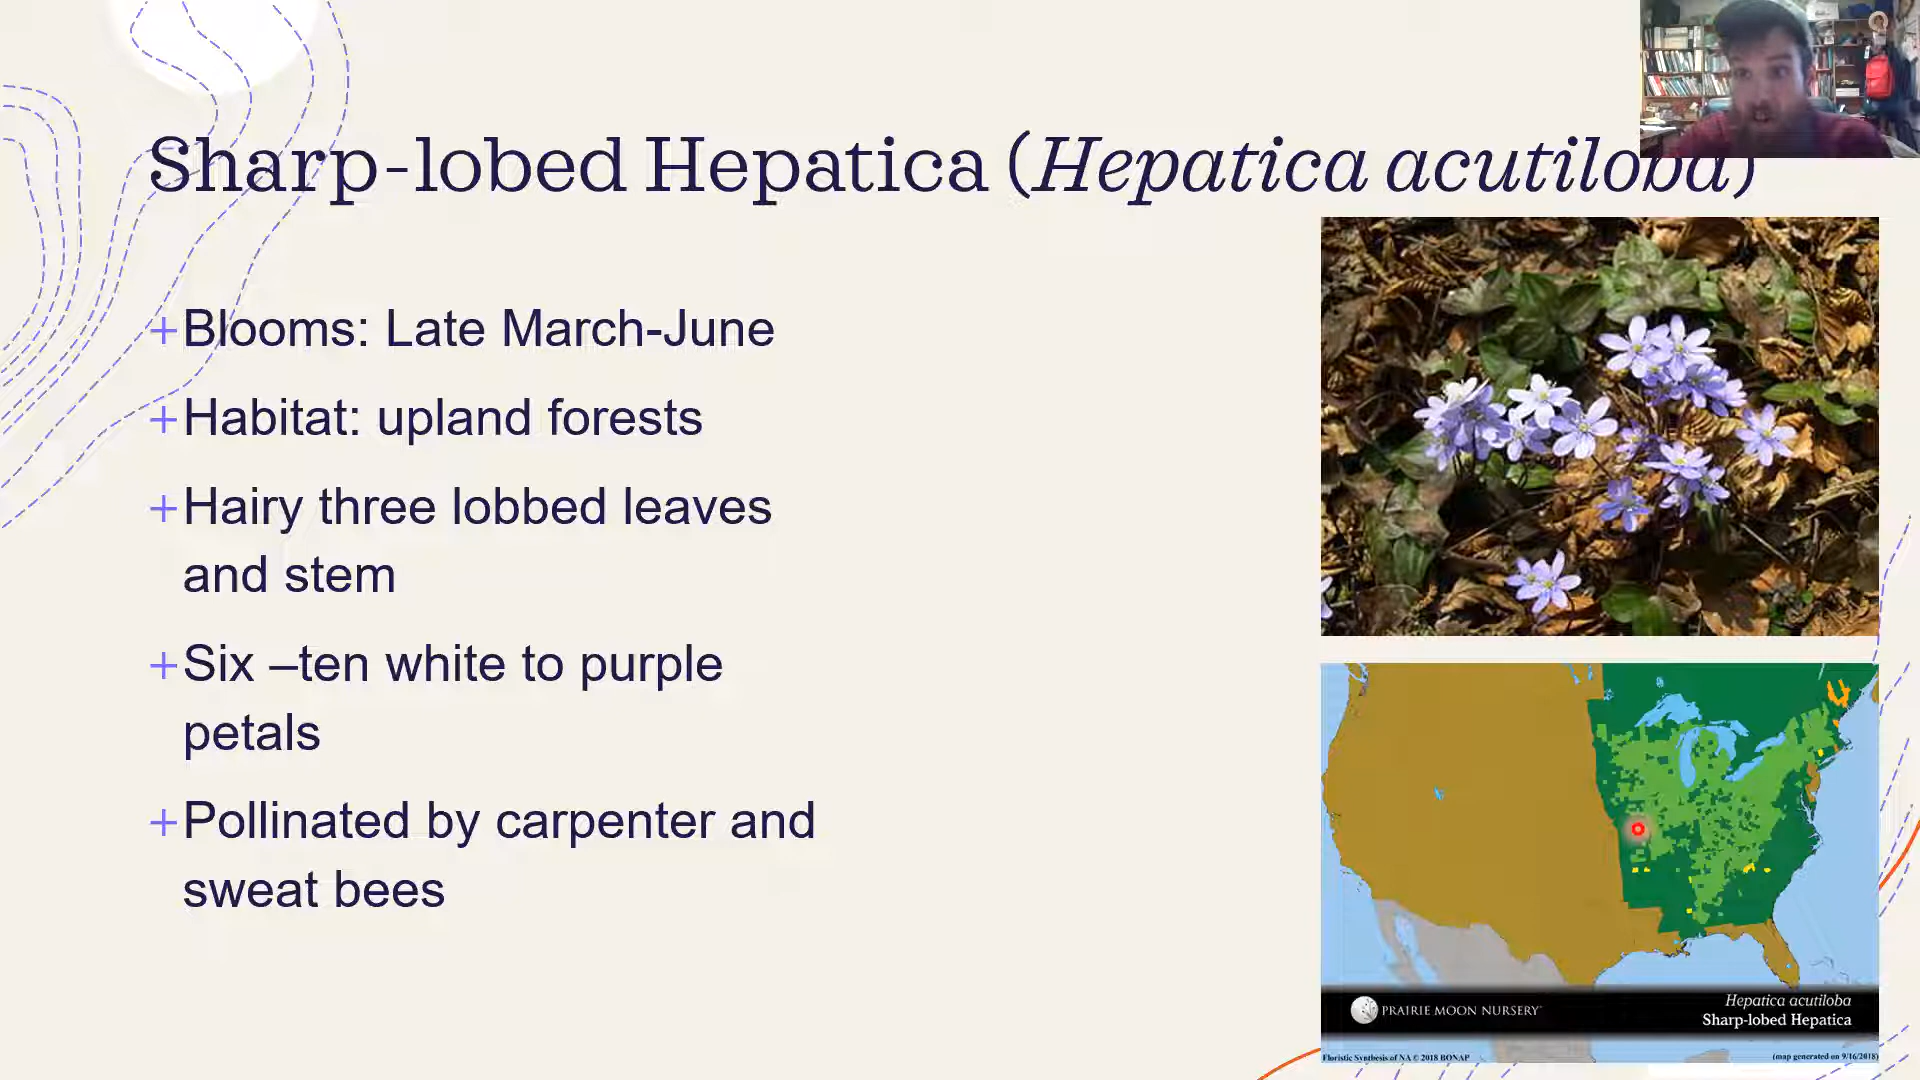 Sharp-lobed Hepatica (Hepatica acutiloba)
+Blooms: Late March-June
+Habitat: upland forests
+Hairy three lobbed leaves
and stem
+Six –ten white to purple
petals
+Pollinated by carpenter and
sweat bees
PRAIRIE MOON NURSERY
Hepatica acutiloba
Sharp-lobed Hepatica
Floristic Synthesis of NA © 2018 BONAP
(map generated on 9/16/2018)